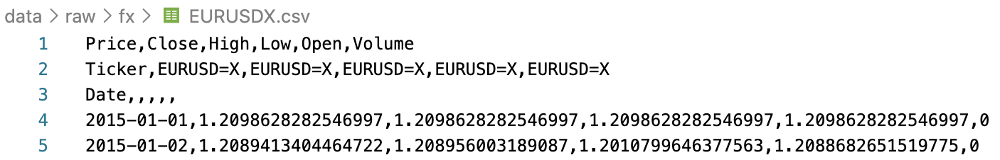 data > raw > fx > EURUSDX.csv
1 Price,Close,High,Low,Open,Volume
2 Ticker,EURUSD=X,EURUSD=X,EURUSD=X,EURUSD=X,EURUSD=X
3 Date,,,,,
4 2015-01-01,1.2098628282546997,1.2098628282546997,1.2098628282546997,1.2098628282546997,0
5 2015-01-02,1.2089413404464722,1.208956003189087,1.2010799646377563,1.2088682651519775,0